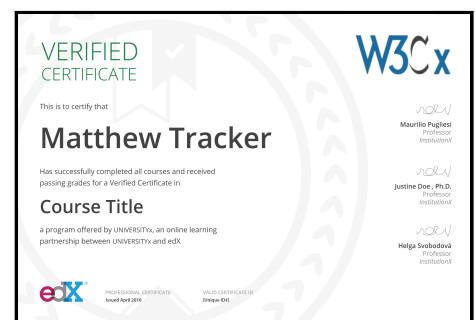 VERIFIED
CERTIFICATE
W3Cx
This is to certify that
Matthew Tracker
Has successfully completed all courses and received
passing grades for a Verified Certificate in
Course Title
a program offered by UNIVERSITYx, an online learning
partnership between UNIVERSITYx and edX
Maurilio Pugliesi
Professor
InstitutionX
Justine Doe , Ph.D.
Professor
InstitutionX
Helga Svobodová
Professor
InstitutionX
edX
PROFESSIONAL CERTIFICATE
Issued April 2016
VALID CERTIFICATE ID
[Unique ID#]